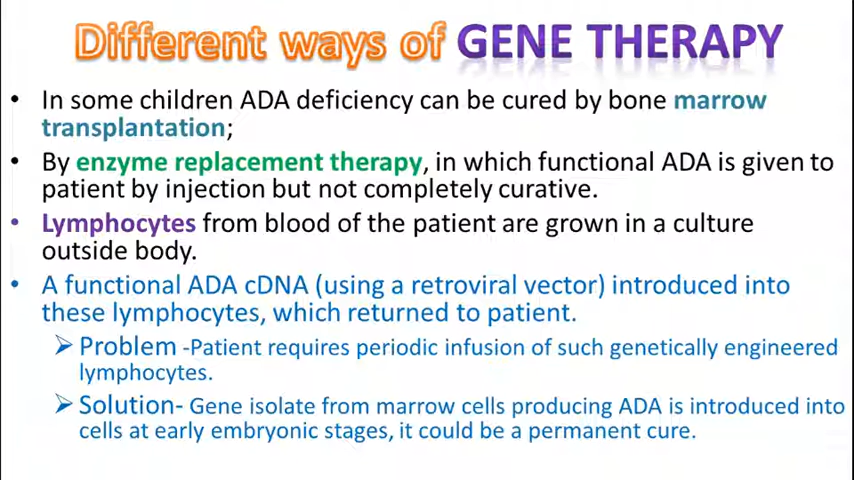 Different ways of GENE THERAPY
• In some children ADA deficiency can be cured by bone marrow
transplantation;
• By enzyme replacement therapy, in which functional ADA is given to
patient by injection but not completely curative.
• Lymphocytes from blood of the patient are grown in a culture
outside body.
• A functional ADA cDNA (using a retroviral vector) introduced into
these lymphocytes, which returned to patient.
➢ Problem -Patient requires periodic infusion of such genetically engineered
lymphocytes.
➢ Solution- Gene isolate from marrow cells producing ADA is introduced into
cells at early embryonic stages, it could be a permanent cure.